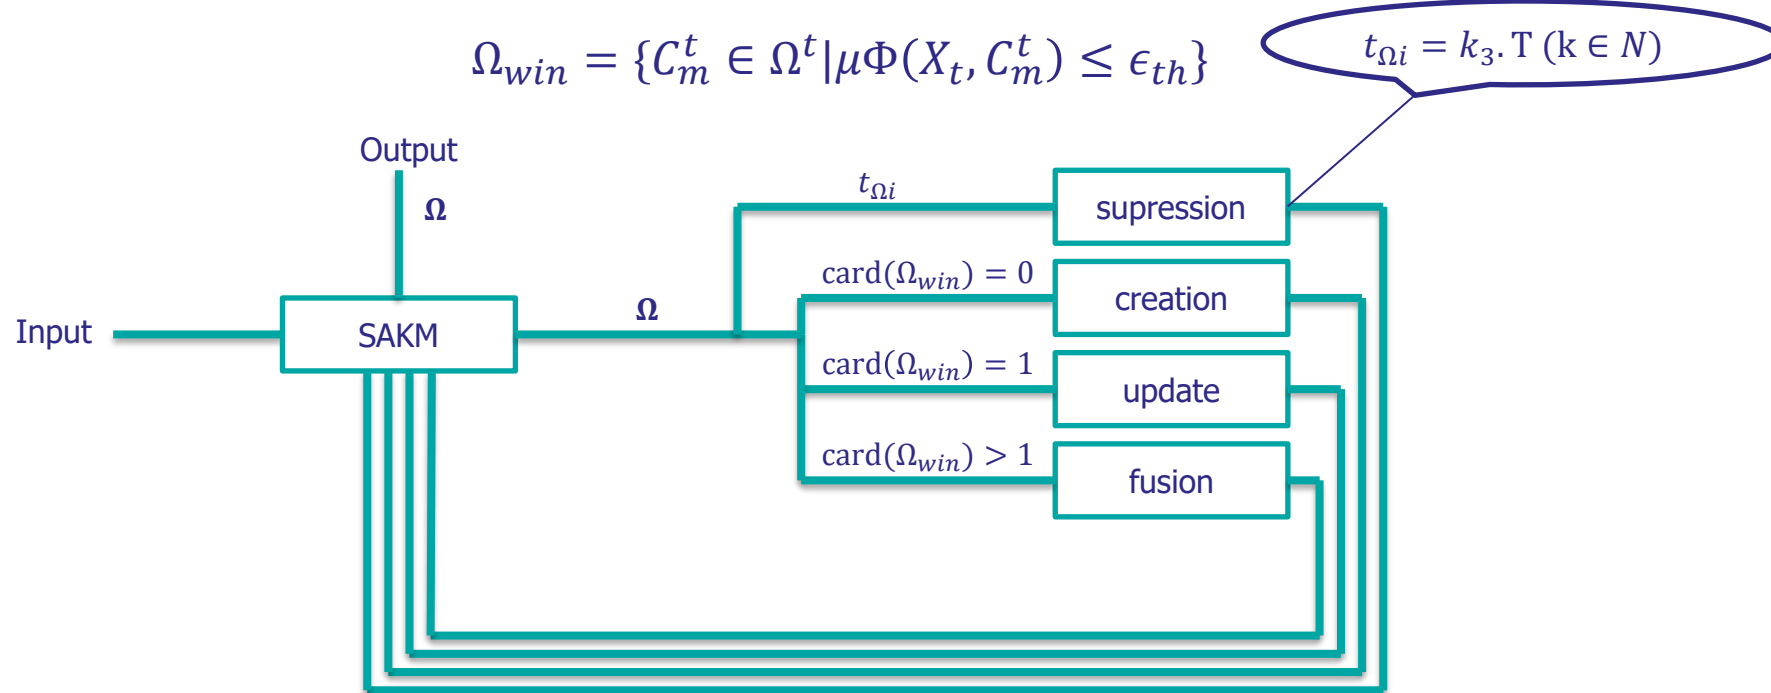 Ω_win = {C_m^t ∈ Ω^t|μΦ(X_t, C_m^t) ≤ ϵ_th}
t_Ωi = k_3. T (k ∈ N)
Output
Ω
t_Ωi
supression
card(Ω_win) = 0
creation
Input
SAKM
Ω
card(Ω_win) = 1
update
card(Ω_win) > 1
fusion